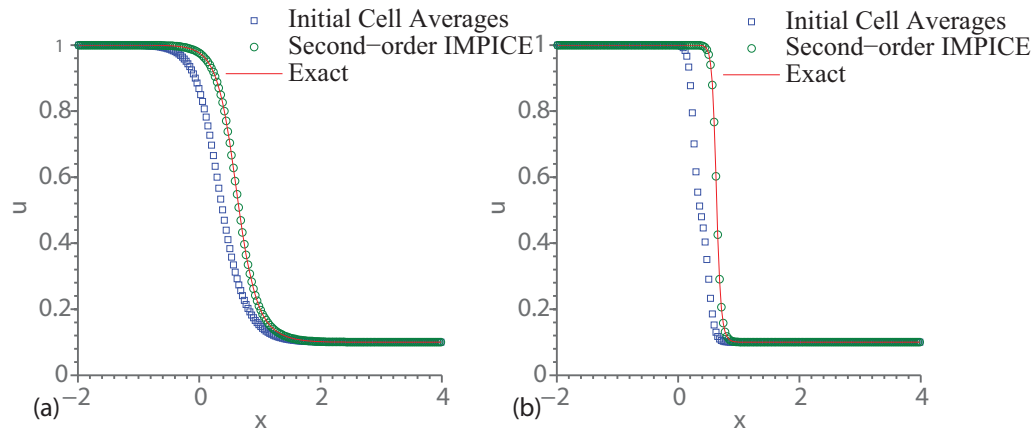 Initial Cell Averages
Second−order IMPICE1
Exact
1
0.8
0.6
0.4
0.2
0
u
−2
0
2
4
x
(a)
Initial Cell Averages
Second−order IMPICE
Exact
1
0.8
0.6
0.4
0.2
0
u
−2
0
2
4
x
(b)